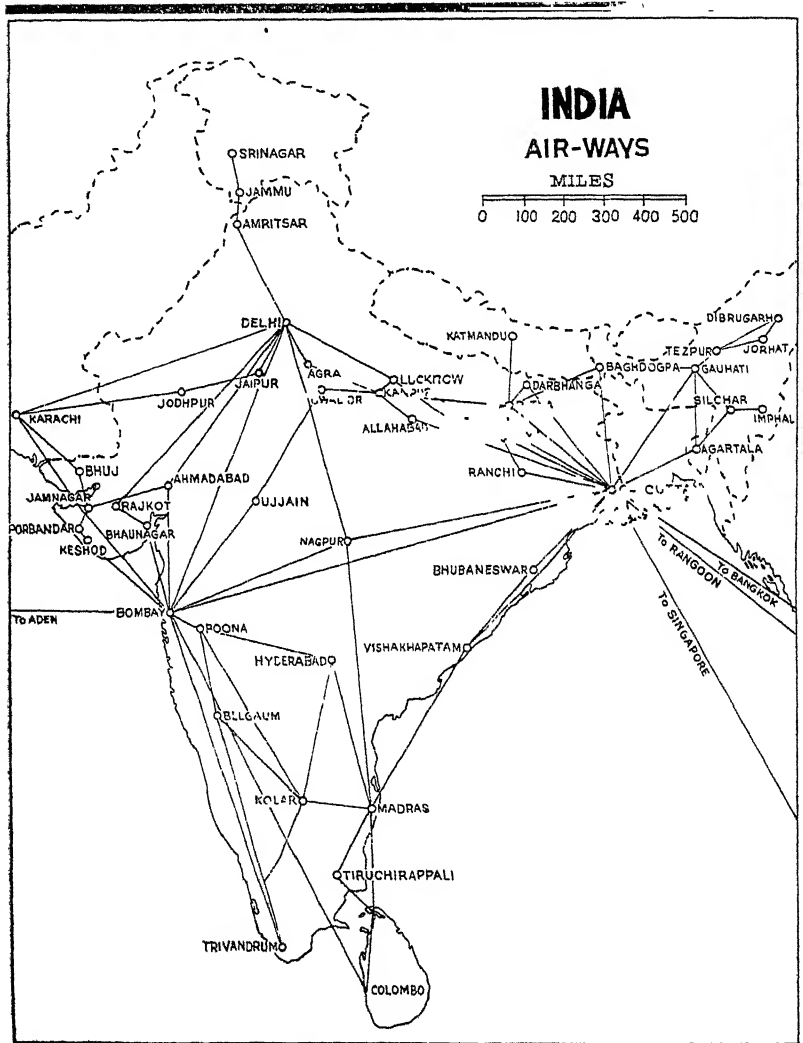 INDIA
AIR-WAYS
MILES
0 100 200 300 400 500
SRINAGAR
JAMMU
AMRITSAR
DELHI
KATMANDU
DIBRUGARH
TEZPUR
JORHAT
BAGHDOGPA
GAUHATI
AGRA
LUCKNOW
DARBHANGA
JAIPUR
KANPUR
JODHPUR
SILCHAR
IMPHAL
KARACHI
ALLAHABAD
AGARTALA
BHUJ
RANCHI
AHMADABAD
JAMNAGAR
RAJKOT
UJJAIN
PORBANDAR
BHAUNAGAR
KESHOD
NAGPUR
BHUBANESWAR
TO BANGKOK
TO RANGOON
TO SINGAPORE
TO ADEN
BOMBAY
POONA
HYDERABAD
VISHAKHAPATAM
BELGAUM
KOLAR
MADRAS
TIRUCHIRAPPALI
TRIVANDRUM
COLOMBO